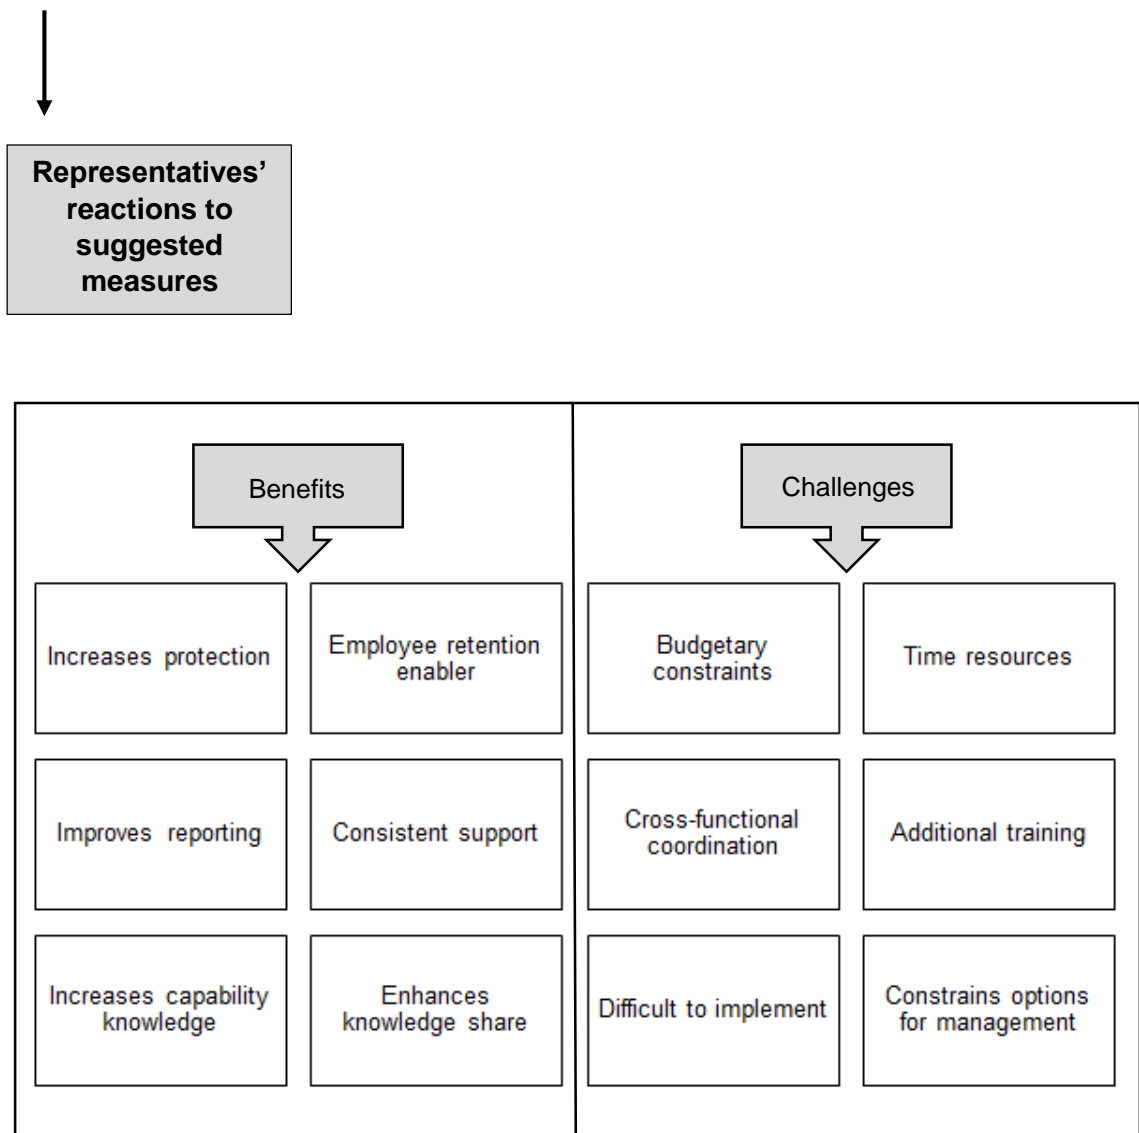 Representatives’
reactions to
suggested
measures
Benefits
Challenges
Increases protection
Employee retention
enabler
Budgetary
constraints
Time resources
Improves reporting
Consistent support
Cross-functional
coordination
Additional training
Increases capability
knowledge
Enhances
knowledge share
Difficult to implement
Constrains options
for management